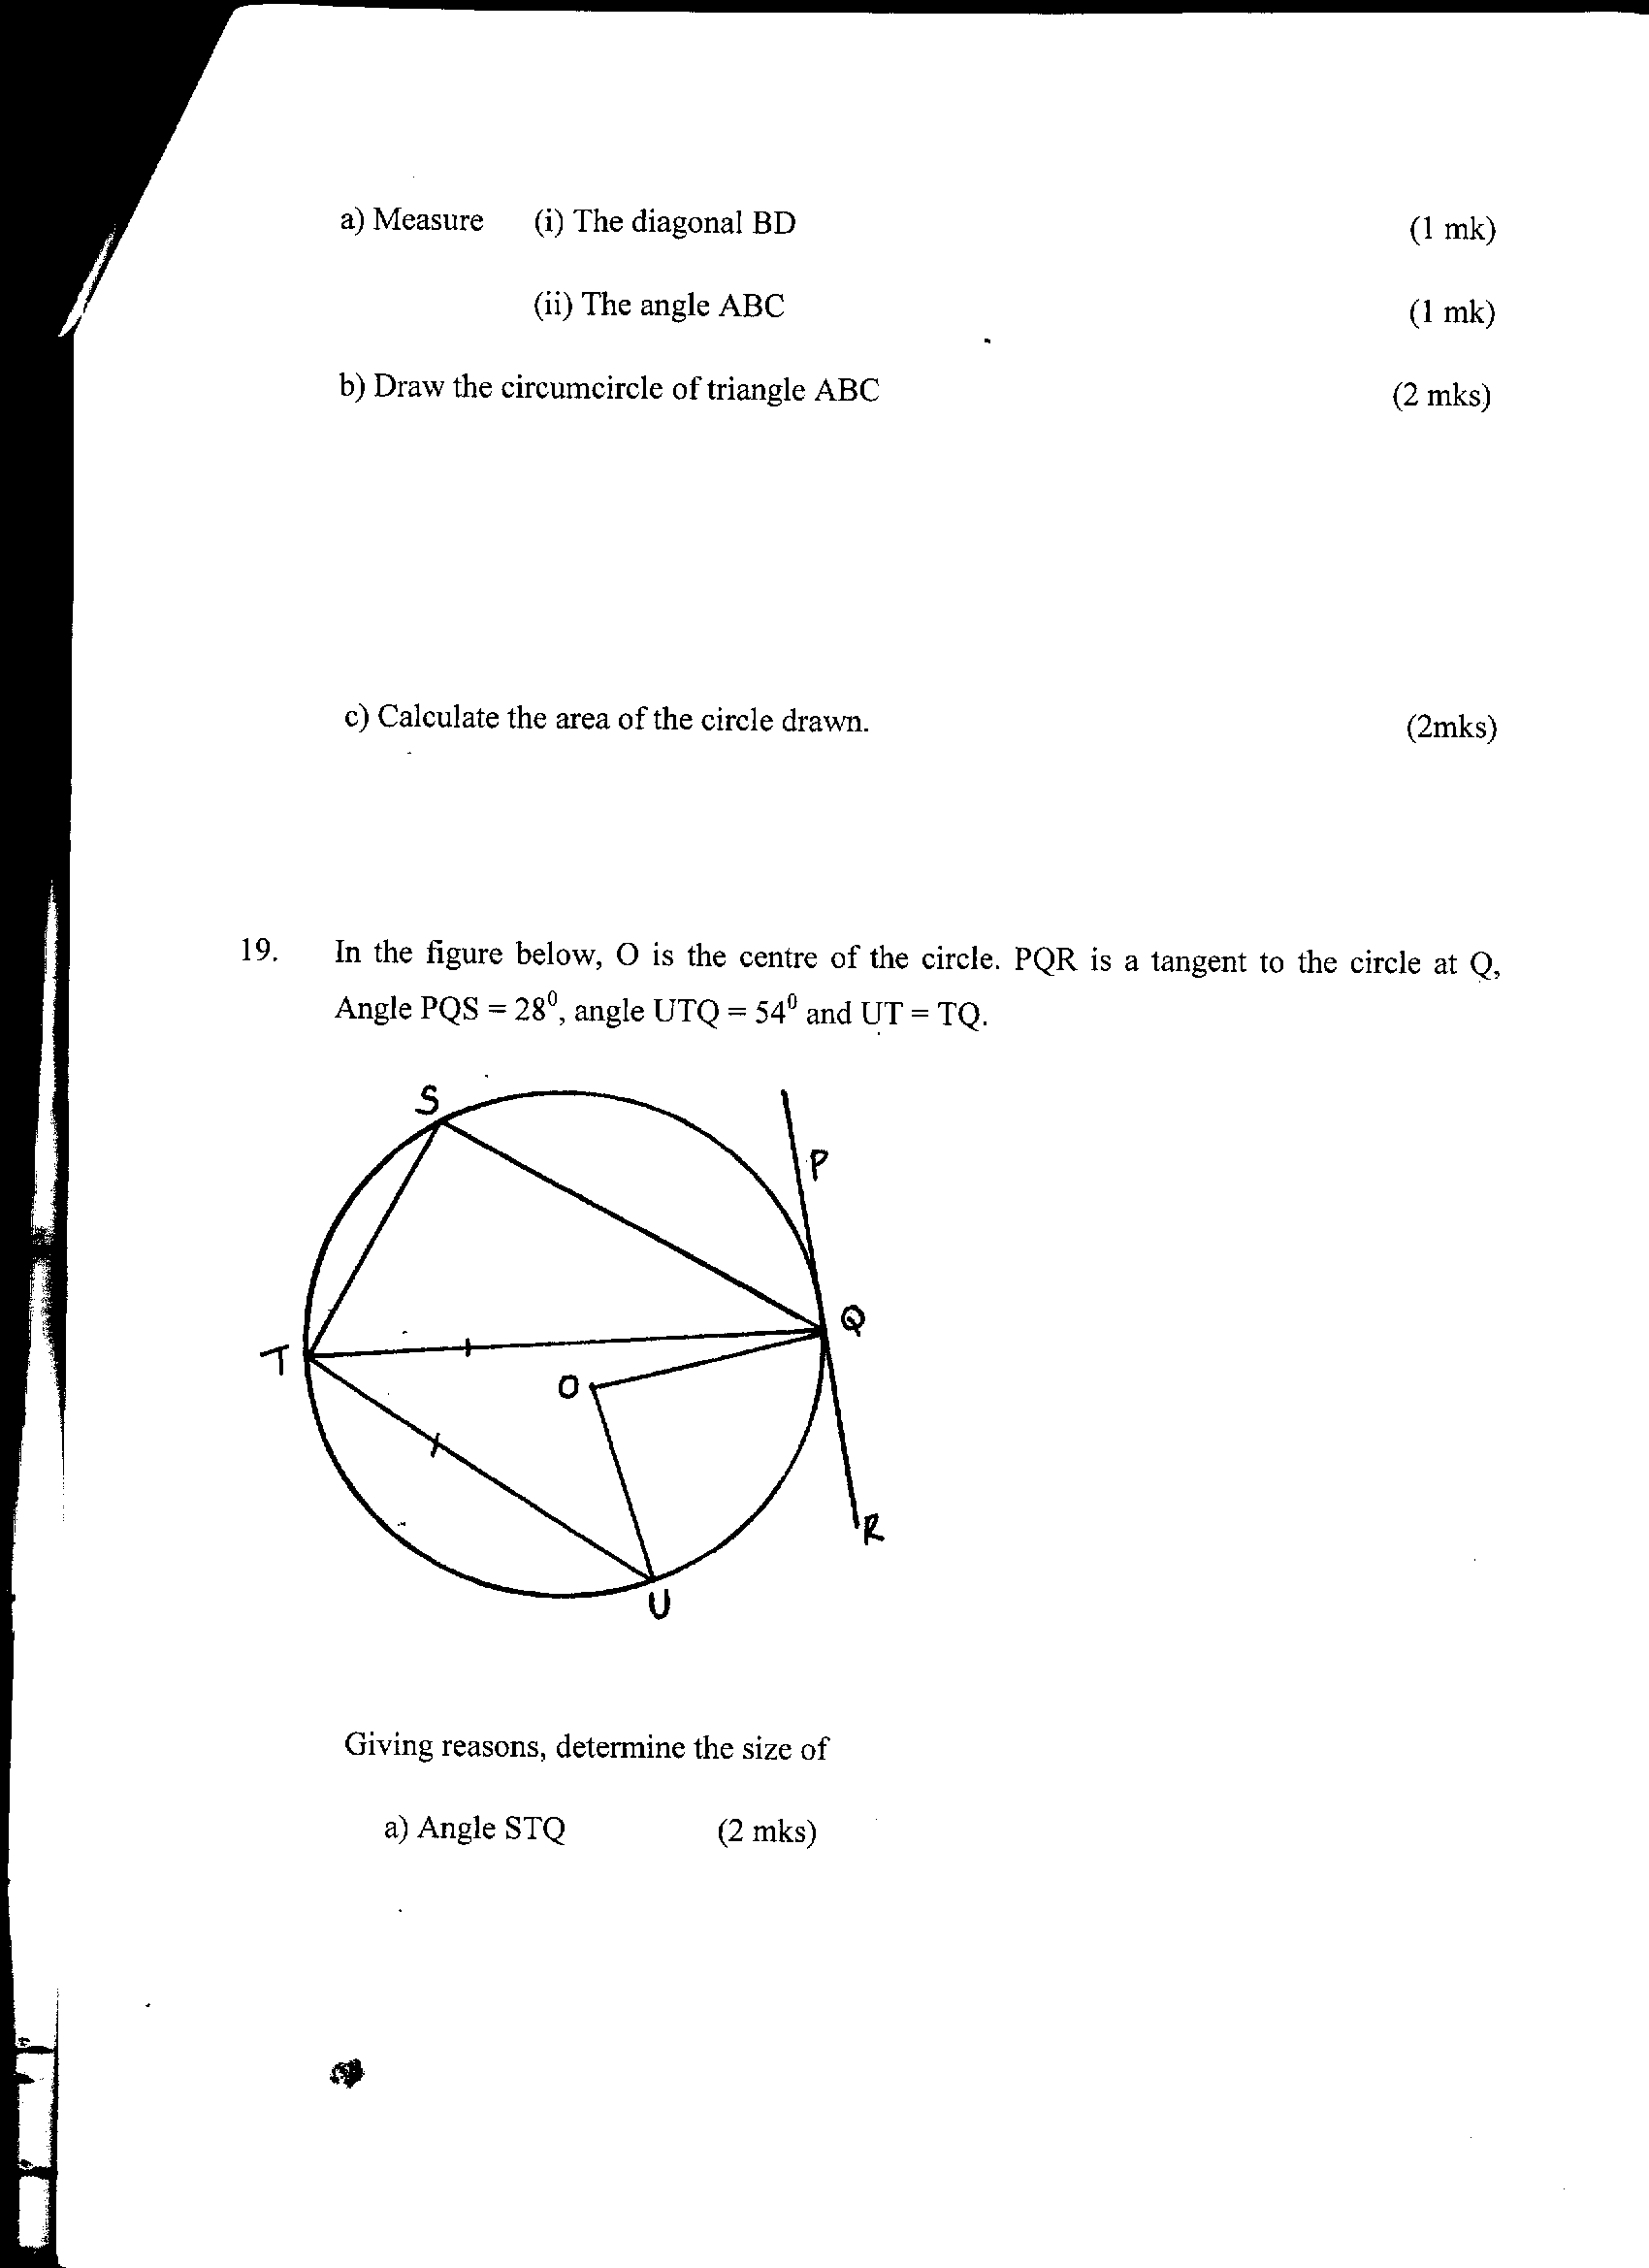 a) Measure (i) The diagonal BD (1 mk)
(ii) The angle ABC (1 mk)
b) Draw the circumcircle of triangle ABC (2 mks)
c) Calculate the area of the circle drawn. (2mks)
19. In the figure below, O is the centre of the circle. PQR is a tangent to the circle at Q,
Angle PQS = 28⁰, angle UTQ = 54⁰ and UT = TQ.
S
P
Q
T
O
R
U
Giving reasons, determine the size of
a) Angle STQ (2 mks)